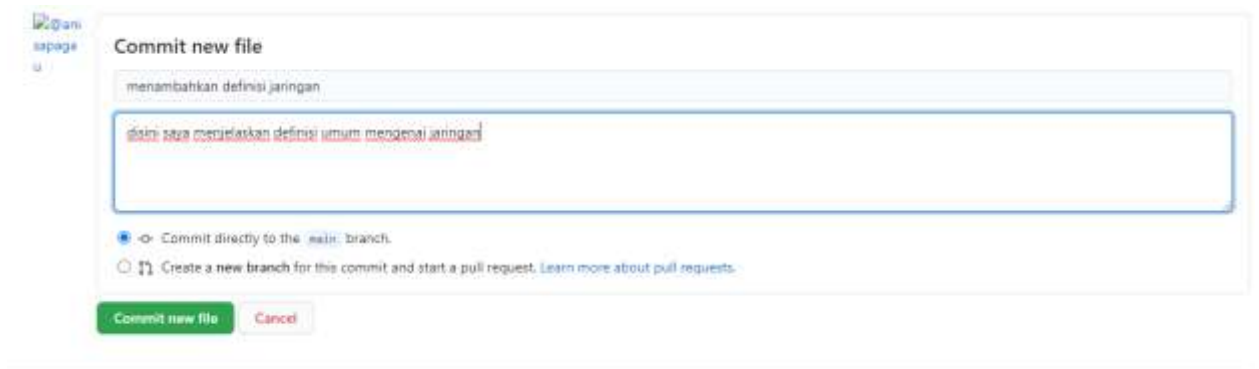 Commit new file
menambahkan definisi jaringan
disini saya menjelaskan definisi umum mengenai jaringan
Commit directly to the main branch.
Create a new branch for this commit and start a pull request. Learn more about pull requests.
Commit new file
Cancel